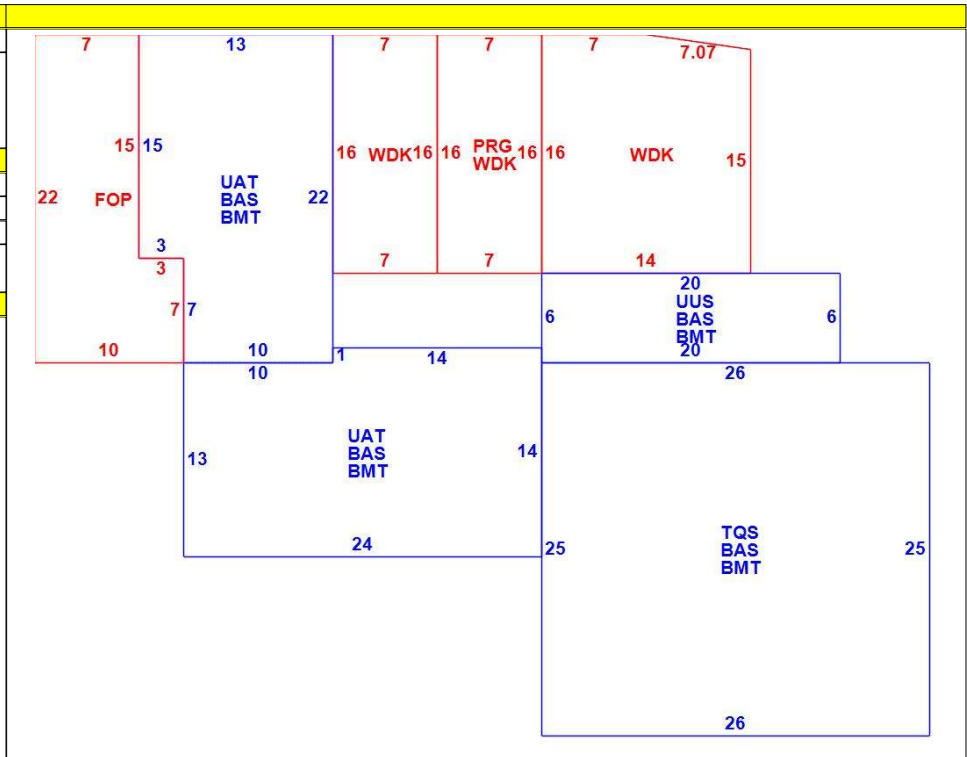 7 13 7 7 7 7.07
15 15 16 WDK 16 16 PRG 16 16 WDK 15
WDK
22 FOP UAT 22
BAS
BMT
3
3 7 7 14
20
7 7 6 UUS 6
BAS
BMT
10 10 1 14 20
10 26
UAT
13 BAS 14
BMT
TQS
24 25 BAS 25
BMT
26